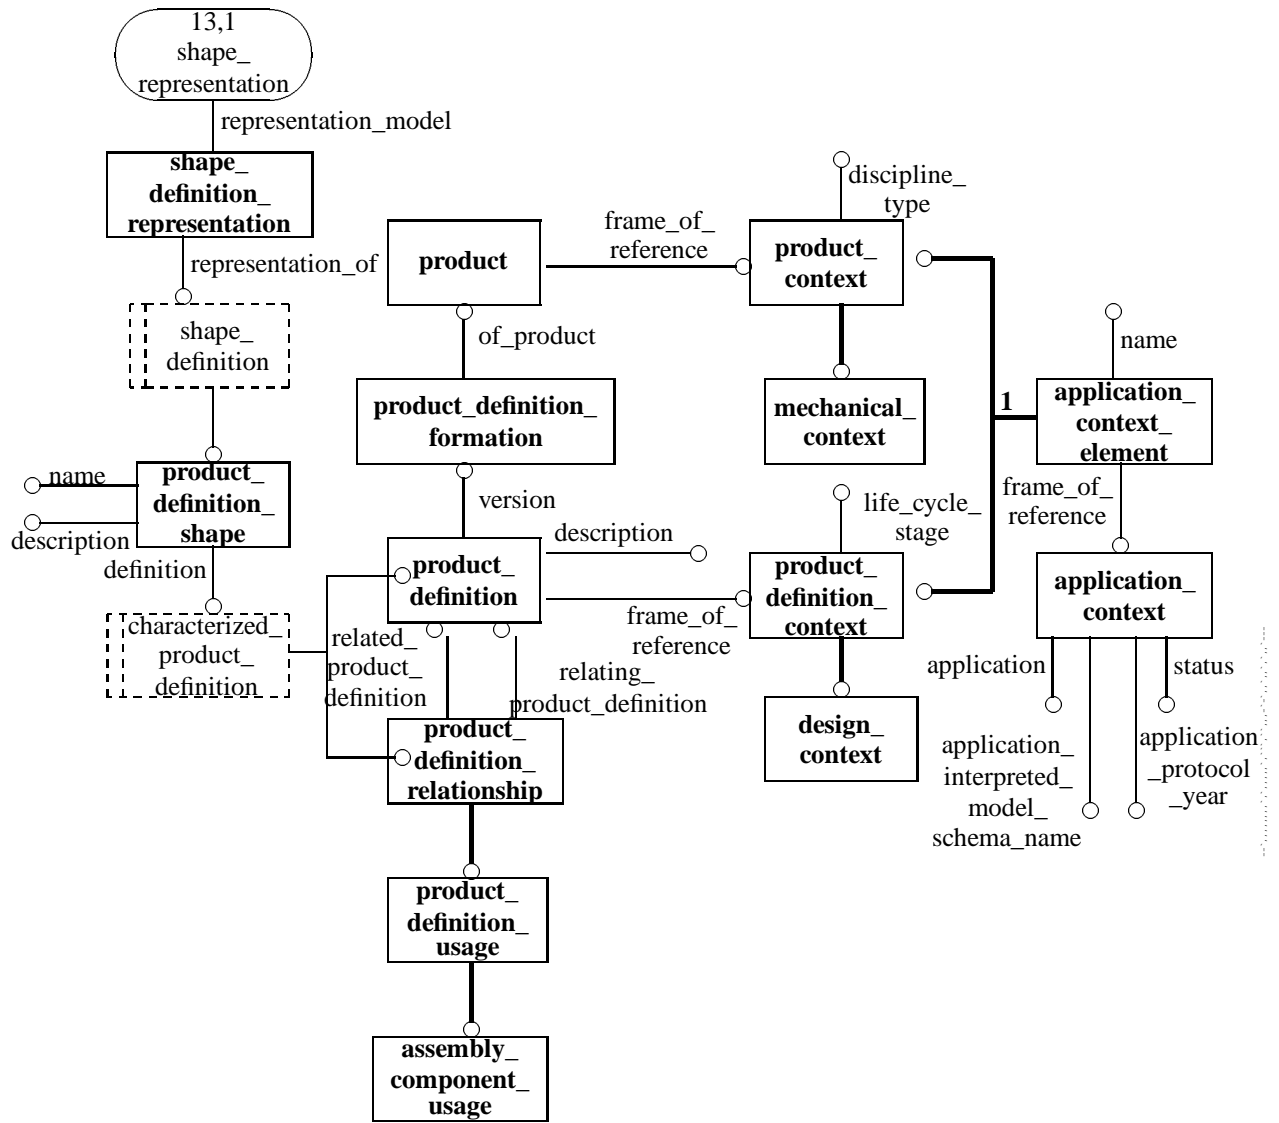 13,1
shape_
representation
representation_model
shape_
definition_
representation
representation_of
shape_
definition
product_
definition_
shape
name
description
definition
characterized_
product_
definition
product
frame_of_
reference
of_product
product_definition_
formation
version
product_
definition
description
frame_of_
reference
related_
product_
definition
relating_
product_definition
product_
definition_
relationship
product_
definition_
usage
assembly_
component_
usage
discipline_
type
product_
context
mechanical_
context
life_cycle_
stage
product_
definition_
context
design_
context
1
name
application_
context_
element
frame_of_
reference
application_
context
application
status
application_
interpreted_
model_
schema_name
application
_protocol
_year